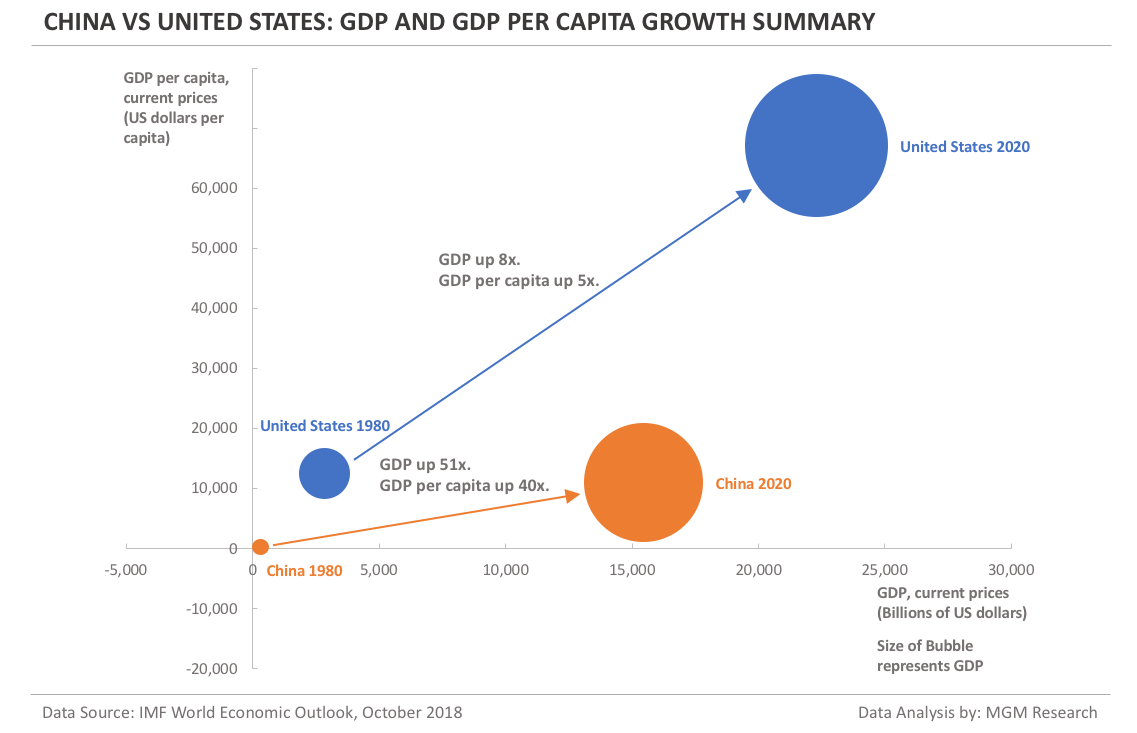 CHINA VS UNITED STATES: GDP AND GDP PER CAPITA GROWTH SUMMARY
GDP per capita,
current prices
(US dollars per
capita)
United States 2020
60,000
50,000
GDP up 8x.
GDP per capita up 5x.
40,000
30,000
20,000
United States 1980
GDP up 51x.
GDP per capita up 40x.
10,000
China 2020
0
-5,000
0
China 1980
5,000
10,000
15,000
20,000
25,000
30,000
GDP, current prices
(Billions of US dollars)
-10,000
Size of Bubble
represents GDP
-20,000
Data Source: IMF World Economic Outlook, October 2018
Data Analysis by: MGM Research